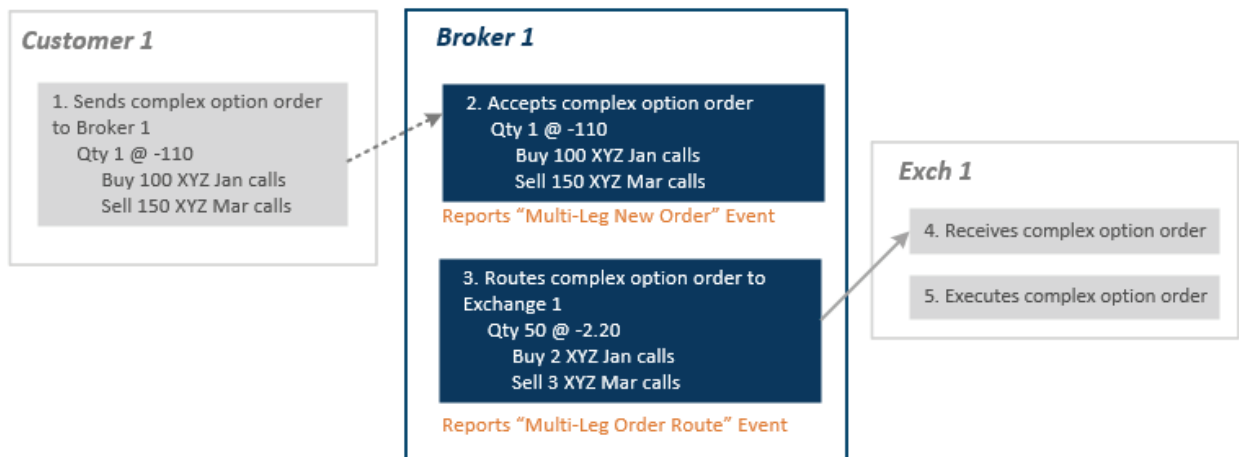 Customer 1
1. Sends complex option order
to Broker 1
Qty 1 @ -110
Buy 100 XYZ Jan calls
Sell 150 XYZ Mar calls
Broker 1
2. Accepts complex option order
Qty 1 @ -110
Buy 100 XYZ Jan calls
Sell 150 XYZ Mar calls
Reports “Multi-Leg New Order” Event
3. Routes complex option order to
Exchange 1
Qty 50 @ -2.20
Buy 2 XYZ Jan calls
Sell 3 XYZ Mar calls
Reports “Multi-Leg Order Route” Event
Exch 1
4. Receives complex option order
5. Executes complex option order